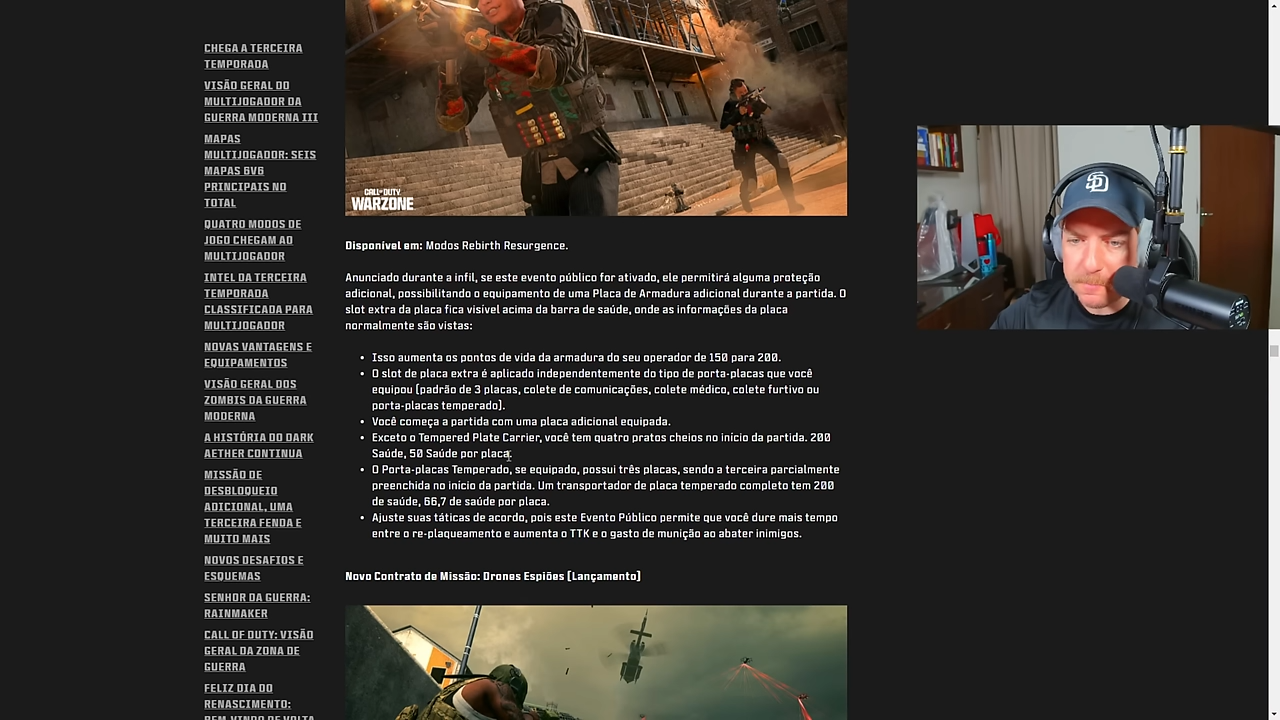 CHEGA A TERCEIRA
TEMPORADA
VISÃO GERAL DO
MULTIJOGADOR DA
GUERRA MODERNA III
MAPAS
MULTIJOGADOR: SEIS
MAPAS 6V6
PRINCIPAIS NO
TOTAL
QUATRO MODOS DE
JOGO CHEGAM AO
MULTIJOGADOR
INTEL DA TERCEIRA
TEMPORADA
CLASSIFICADA PARA
MULTIJOGADOR
NOVAS VANTAGENS E
EQUIPAMENTOS
VISÃO GERAL DOS
ZOMBIS DA GUERRA
MODERNA
A HISTÓRIA DO DARK
AETHER CONTINUA
MISSÃO DE
DESBLOQUEIO
ADICIONAL, UMA
TERCEIRA FENDA E
MUITO MAIS
NOVOS DESAFIOS E
ESQUEMAS
SENHOR DA GUERRA:
RAINMAKER
CALL OF DUTY: VISÃO
GERAL DA ZONA DE
GUERRA
FELIZ DIA DO
RENASCIMENTO:
BEM-VINDO DE VOLTA
CALL OF DUTY
WARZONE
Disponível em: Modos Rebirth Resurgence.
Anunciado durante a infil, se este evento público for ativado, ele permitirá alguma proteção
adicional, possibilitando o equipamento de uma Placa de Armadura adicional durante a partida. O
slot extra da placa fica visível acima da barra de saúde, onde as informações da placa
normalmente são vistas:
• Isso aumenta os pontos de vida da armadura do seu operador de 150 para 200.
• O slot de placa extra é aplicado independentemente do tipo de porta-placas que você
equipou (padrão de 3 placas, colete de comunicações, colete médico, colete furtivo ou
porta-placas temperado).
• Você começa a partida com uma placa adicional equipada.
• Exceto o Tempered Plate Carrier, você tem quatro pratos cheios no início da partida. 200
Saúde, 50 Saúde por placa.
• O Porta-placas Temperado, se equipado, possui três placas, sendo a terceira parcialmente
preenchida no início da partida. Um transportador de placa temperado completo tem 200
de saúde, 66,7 de saúde por placa.
• Ajuste suas táticas de acordo, pois este Evento Público permite que você dure mais tempo
entre o re-plaqueamento e aumenta o TTK e o gasto de munição ao abater inimigos.
Novo Contrato de Missão: Drones Espiões (Lançamento)
SD